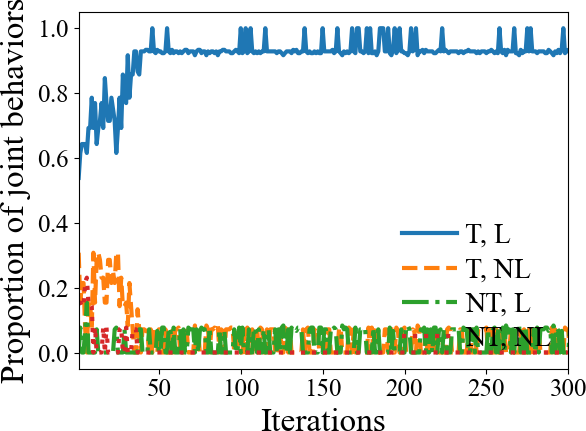 Proportion of joint behaviors
1.0
0.8
0.6
0.4
0.2
0.0
T, L
T, NL
NT, L
NT, NL
50 100 150 200 250 300
Iterations